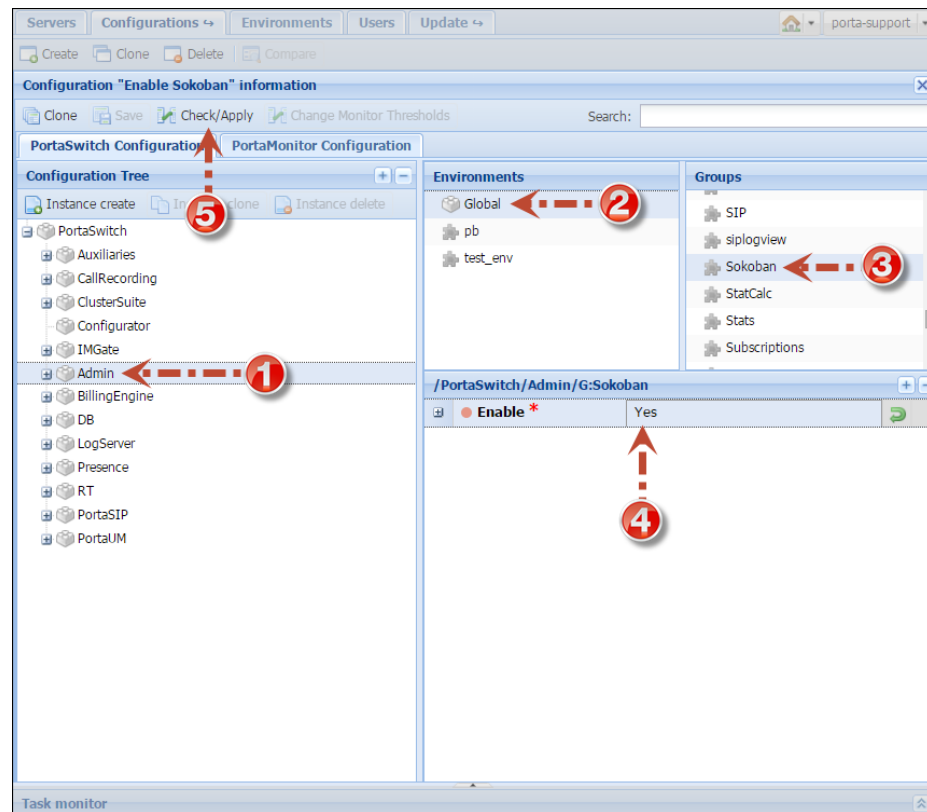 Servers Configurations ↪ Environments Users Update ↪ porta-support
Create Clone Delete Compare
Configuration "Enable Sokoban" information
Clone Save Check/Apply Change Monitor Thresholds Search:
PortaSwitch Configuration PortaMonitor Configuration
Configuration Tree
Instance create clone Instance delete
5
PortaSwitch
Auxiliaries
CallRecording
ClusterSuite
Configurator
IMGate
Admin
1
BillingEngine
DB
LogServer
Presence
RT
PortaSIP
PortaUM
Environments
Global
2
pb
test_env
Groups
SIP
siplogview
Sokoban
3
StatCalc
Stats
Subscriptions
/PortaSwitch/Admin/G:Sokoban
Enable * Yes
4
Task monitor